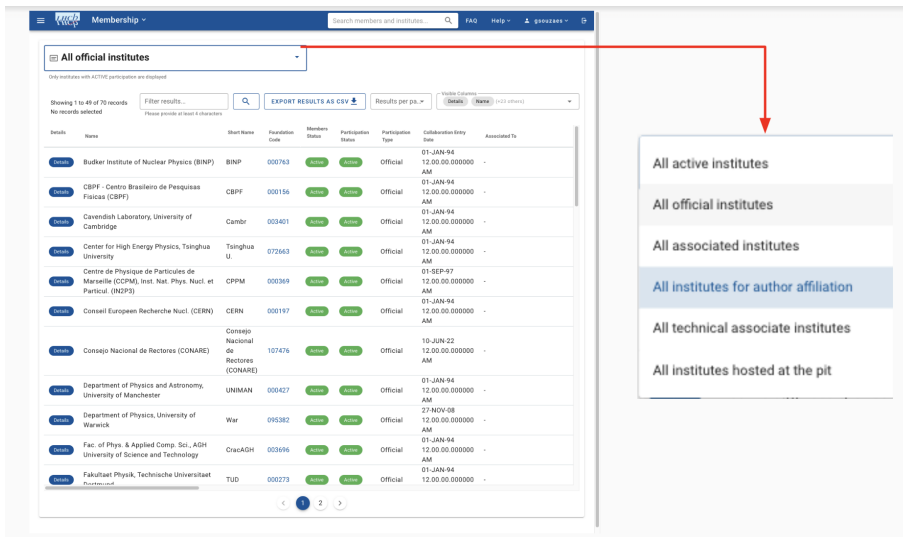 Membership
Search members and institutes...
FAQ
Help
gsouzaes
All official institutes
Only institutes with ACTIVE participation are displayed
Showing 1 to 49 of 70 records
No records selected
Filter results...
Please provide at least 4 characters
EXPORT RESULTS AS CSV
Results per pa..
Visible Columns
Details Name (+23 others)
Details
Name
Short Name
Foundation Code
Members Status
Participation Status
Participation Type
Collaboration Entry Date
Associated To
Details Budker Institute of Nuclear Physics (BINP) BINP 000763 Active Active Official 01-JAN-94 12.00.00.000000 AM -
Details CBPF - Centro Brasileiro de Pesquisas Fisicas (CBPF) CBPF 000156 Active Active Official 01-JAN-94 12.00.00.000000 AM -
Details Cavendish Laboratory, University of Cambridge Cambr 003401 Active Active Official 01-JAN-94 12.00.00.000000 AM -
Details Center for High Energy Physics, Tsinghua University Tsinghua U. 072663 Active Active Official 01-JAN-94 12.00.00.000000 AM -
Details Centre de Physique de Particules de Marseille (CCPM), Inst. Nat. Phys. Nucl. et Particul. (IN2P3) CPPM 000369 Active Active Official 01-SEP-97 12.00.00.000000 AM -
Details Conseil Europeen Recherche Nucl. (CERN) CERN 000197 Active Active Official 01-JAN-94 12.00.00.000000 AM -
Details Consejo Nacional de Rectores (CONARE) Consejo Nacional de Rectores (CONARE) 107476 Active Active Official 10-JUN-22 12.00.00.000000 AM -
Details Department of Physics and Astronomy, University of Manchester UNIMAN 000427 Active Active Official 01-JAN-94 12.00.00.000000 AM -
Details Department of Physics, University of Warwick War 095382 Active Active Official 27-NOV-08 12.00.00.000000 AM -
Details Fac. of Phys. & Applied Comp. Sci., AGH University of Science and Technology CracAGH 003696 Active Active Official 01-JAN-94 12.00.00.000000 AM -
Details Fakultaet Physik, Technische Universitaet Dortmund TUD 000273 Active Active Official 01-JAN-94 12.00.00.000000 AM -
1 2
All active institutes
All official institutes
All associated institutes
All institutes for author affiliation
All technical associate institutes
All institutes hosted at the pit